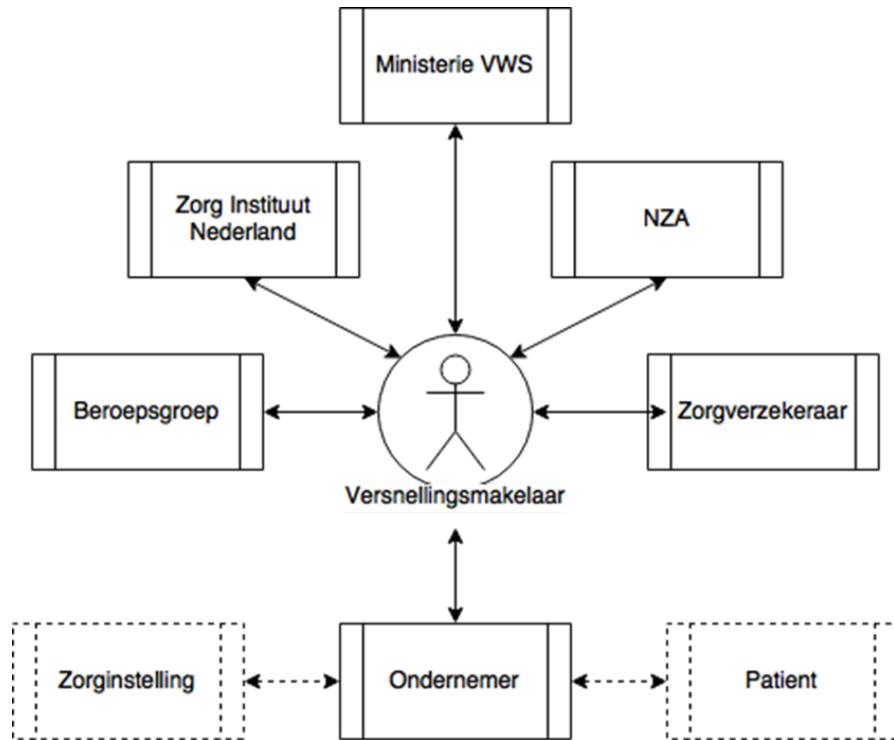 Ministerie VWS
Zorg Instituut
Nederland
NZA
Beroepsgroep
Zorgverzekeraar
Versnellingsmakelaar
Zorginstelling
Ondernemer
Patient